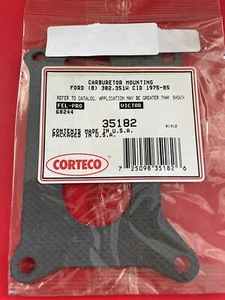 CARBURETOR MOUNTING
FORD (8) 302,351W CID 1975-85
REFER TO CATALOG. APPLICATION MAY BE GREATER THAN SHOWN
FEL-PRO
VICTOR
60244
35182
CONTENTS MADE IN U.S.A.
PACKAGED IN U.S.A.
CORTECO
7 25098 35182 6